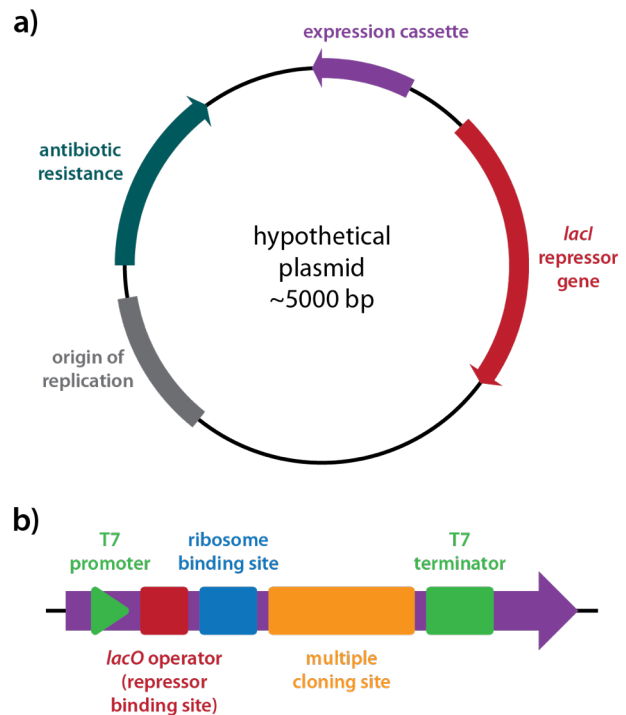 a)
expression cassette
antibiotic
resistance
hypothetical
plasmid
~5000 bp
lacI
repressor
gene
origin of
replication
b)
T7
promoter
ribosome
binding site
T7
terminator
lacO operator
(repressor
binding site)
multiple
cloning site